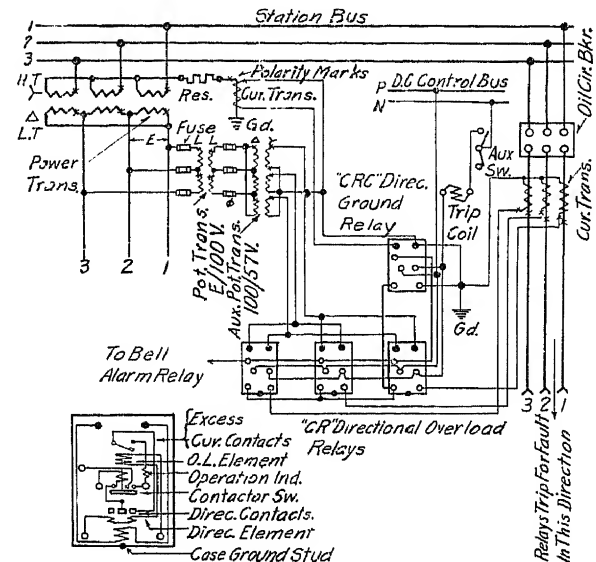 Station Bus
1
2
3
H.T.
Y
Δ
L.T.
Res.
Polarity Marks
Cur. Trans.
Gd.
P
N
D.C. Control Bus
Oil Cir. Bkr.
E
Fuse
Power
Trans.
Aux
Sw.
"CRC" Direc.
Ground
Relay
Trip
Coil
Cur. Trans.
Pot. Trans.
E/100 V.
Aux. Pot. Trans.
100/57 V.
3 2 1
Gd.
To Bell
Alarm Relay
"CR" Directional Overload
Relays
3 2 1
Relays Trip For Fault
In This Direction
Excess
Cur. Contacts
O.L. Element
Operation Ind.
Contactor Sw.
Direc. Contacts.
Direc. Element
Case Ground Stud